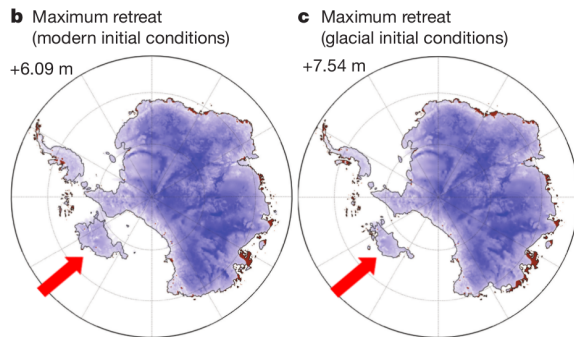 b Maximum retreat
(modern initial conditions)
+6.09 m
c Maximum retreat
(glacial initial conditions)
+7.54 m